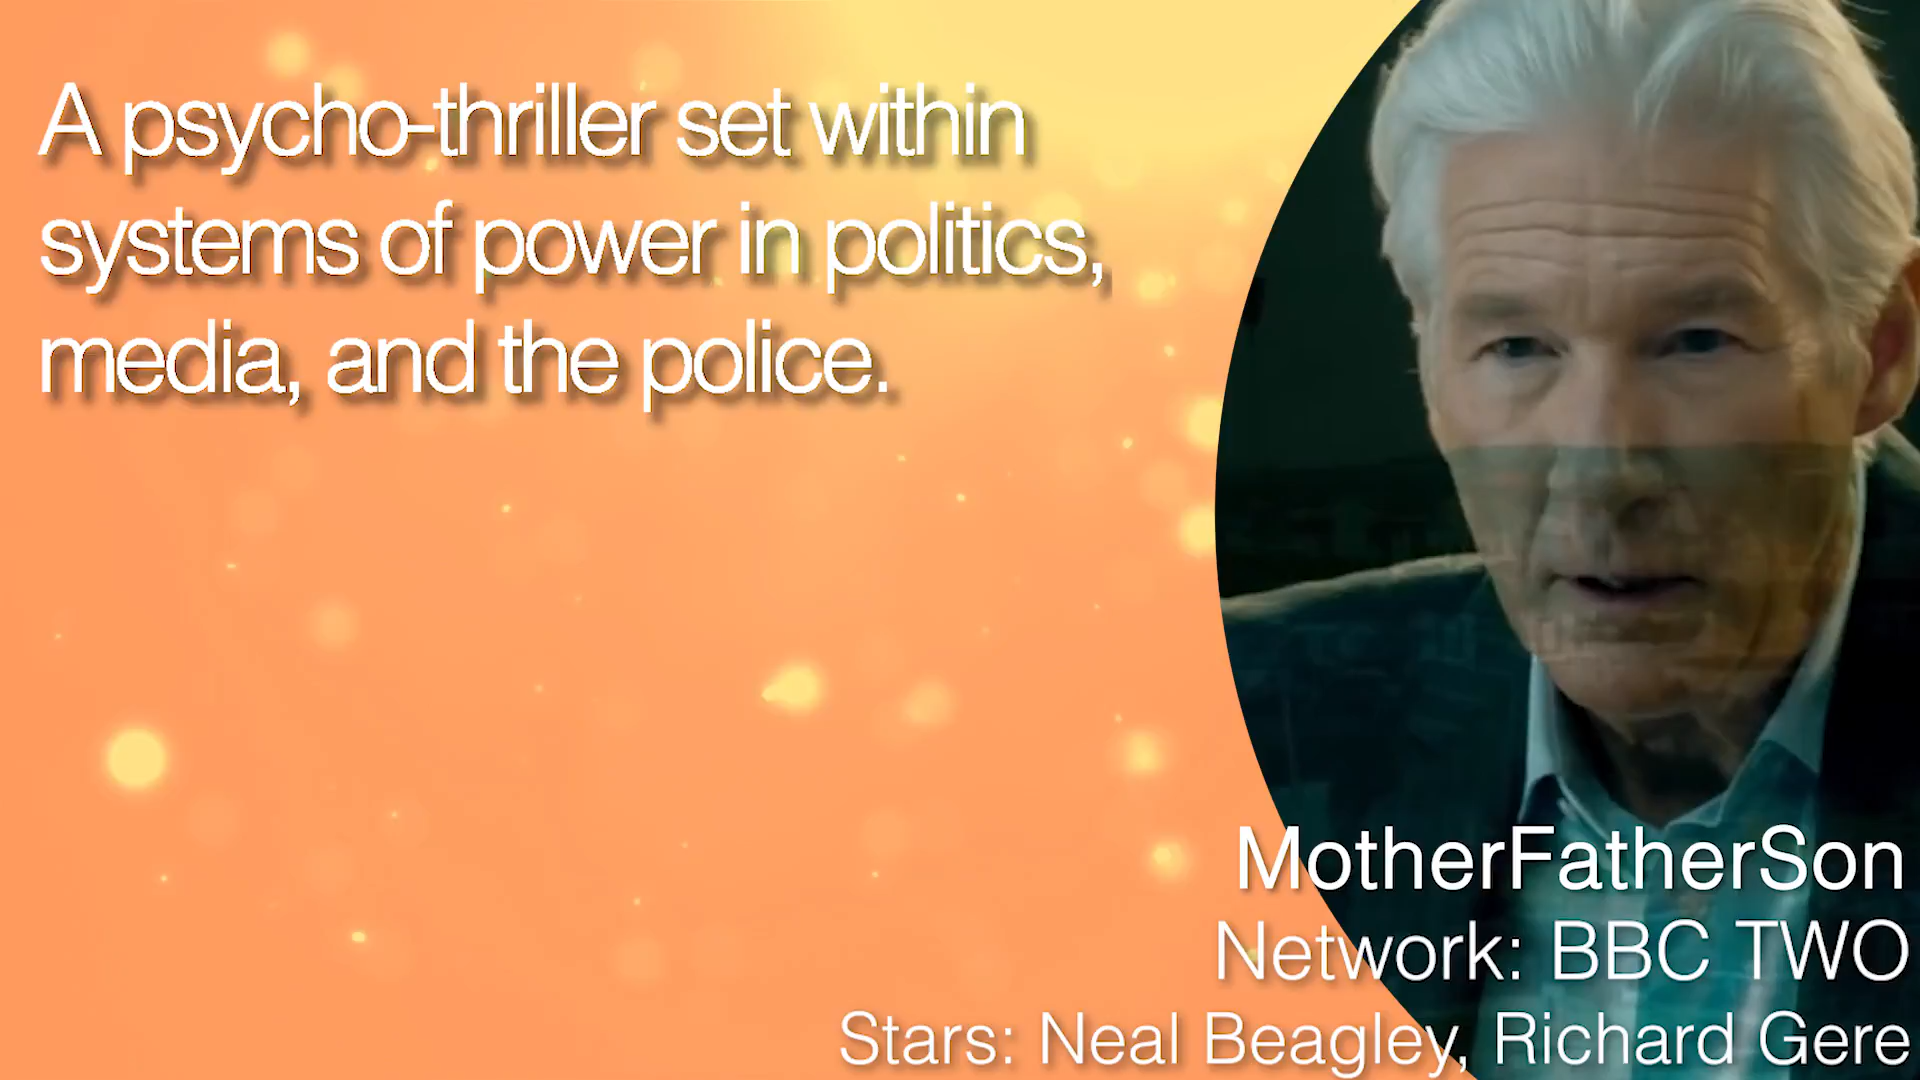 A psycho-thriller set within
systems of power in politics,
media, and the police.
MotherFatherSon
Network: BBC TWO
Stars: Neal Beagley, Richard Gere